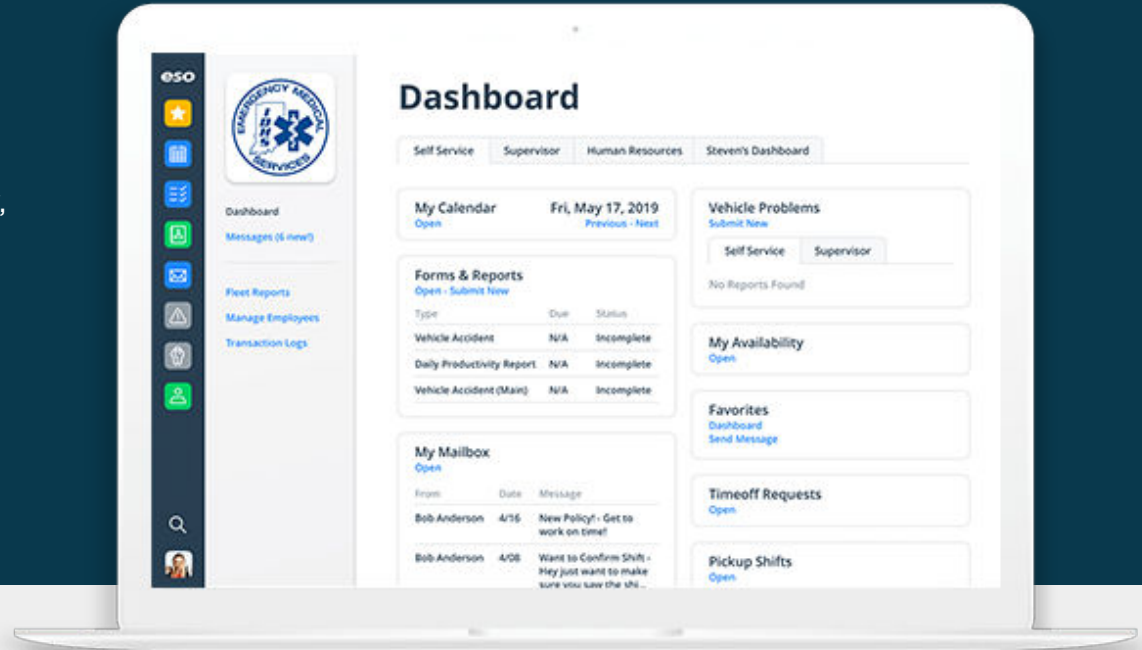 ,
eso
EMERGENCY MEDICAL
SERVICES
Dashboard
Messages (6 new!)
Fleet Reports
Manage Employees
Transaction Logs
Dashboard
Self Service Supervisor Human Resources Steven's Dashboard
My Calendar Fri, May 17, 2019
Open Previous - Next
Forms & Reports
Open - Submit New
Type Due Status
Vehicle Accident N/A Incomplete
Daily Productivity Report N/A Incomplete
Vehicle Accident (Main) N/A Incomplete
My Mailbox
Open
From Date Message
Bob Anderson 4/16 New Policy! - Get to
work on time!
Bob Anderson 4/08 Want to Confirm Shift -
Hey just want to make
sure you saw the shi...
Vehicle Problems
Submit New
Self Service Supervisor
No Reports Found
My Availability
Open
Favorites
Dashboard
Send Message
Timeoff Requests
Open
Pickup Shifts
Open